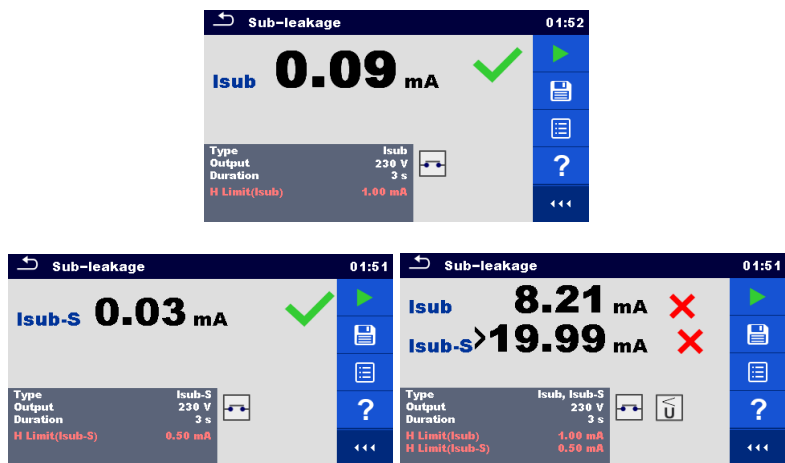 Sub-leakage 01:52
Isub 0.09 mA
Type Isub
Output 230 V
Duration 3 s
H Limit(Isub) 1.00 mA
?
Sub-leakage 01:51
Isub-S 0.03 mA
Type Isub-S
Output 230 V
Duration 3 s
H Limit(Isub-S) 0.50 mA
?
Sub-leakage 01:51
Isub 8.21 mA
Isub-S >19.99 mA
Type Isub, Isub-S
Output 230 V
Duration 3 s
H Limit(Isub) 1.00 mA
H Limit(Isub-S) 0.50 mA
≤
U
?